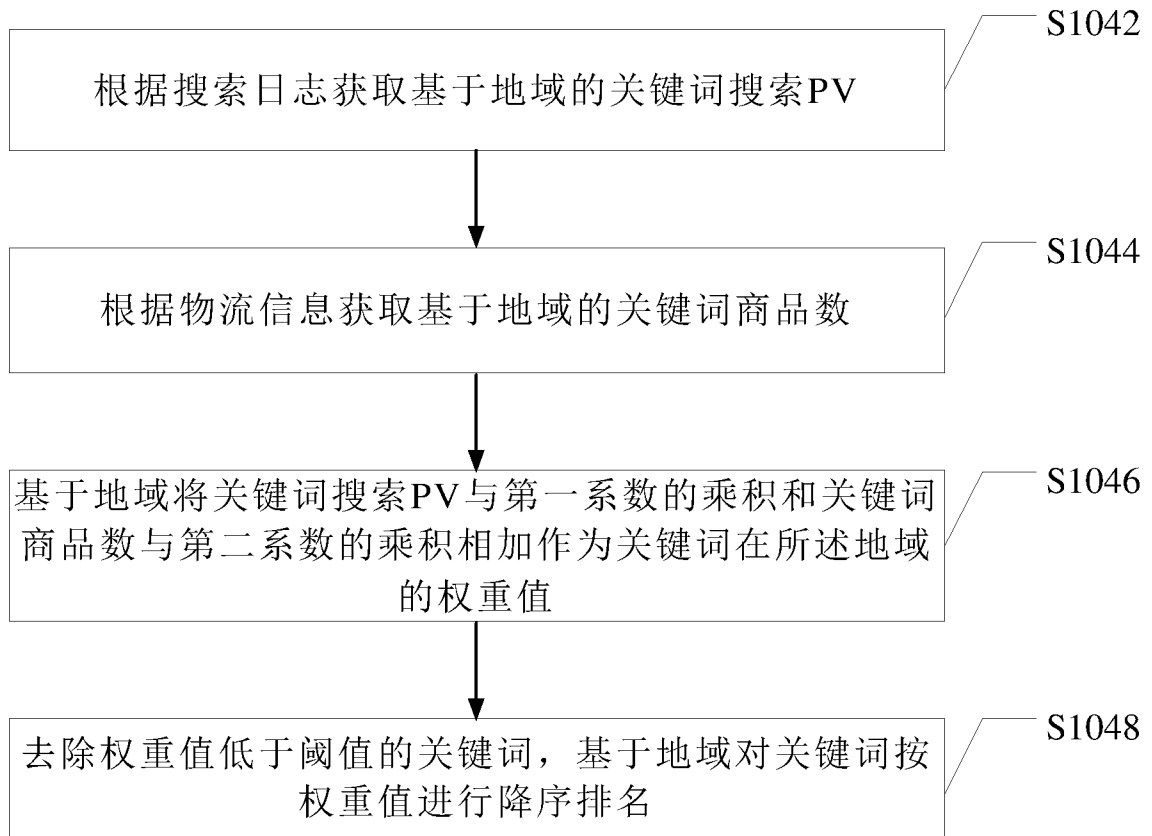 S1042
根据搜索日志获取基于地域的关键词搜索PV
S1044
根据物流信息获取基于地域的关键词商品数
S1046
基于地域将关键词搜索PV与第一系数的乘积和关键词
商品数与第二系数的乘积相加作为关键词在所述地域
的权重值
S1048
去除权重值低于阈值的关键词，基于地域对关键词按
权重值进行降序排名